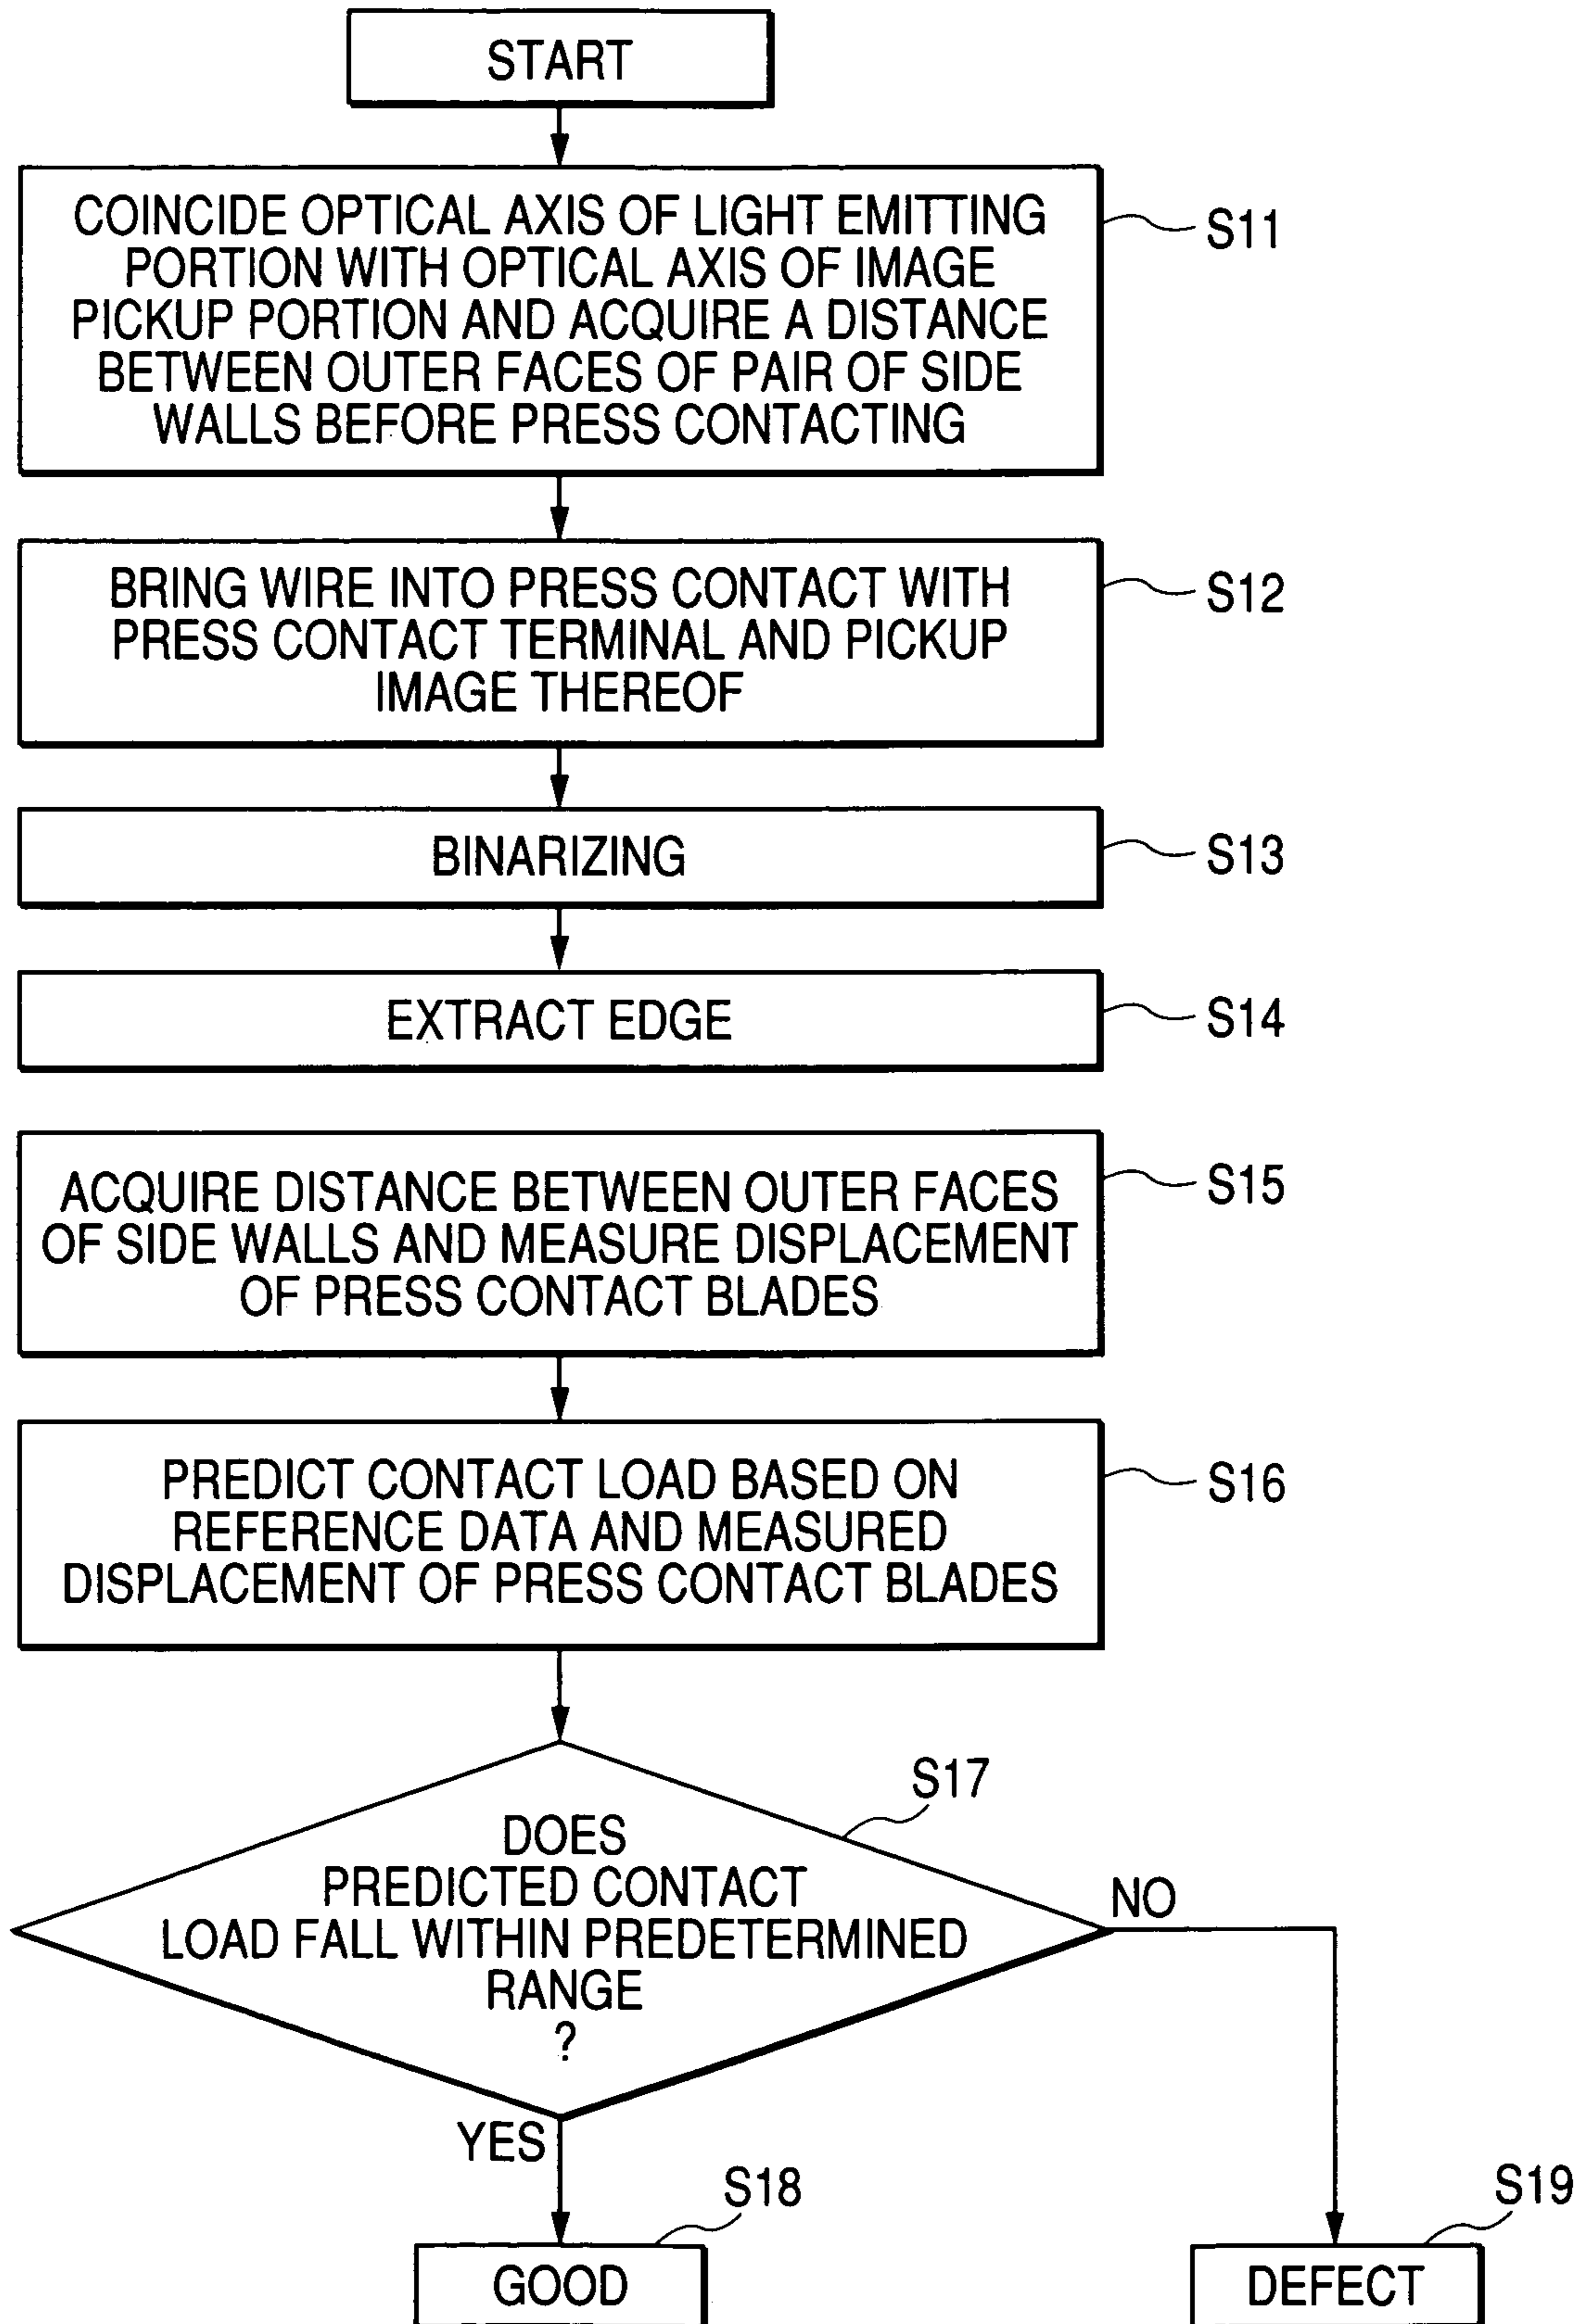 START
COINCIDE OPTICAL AXIS OF LIGHT EMITTING
PORTION WITH OPTICAL AXIS OF IMAGE
PICKUP PORTION AND ACQUIRE A DISTANCE
BETWEEN OUTER FACES OF PAIR OF SIDE
WALLS BEFORE PRESS CONTACTING
S11
BRING WIRE INTO PRESS CONTACT WITH
PRESS CONTACT TERMINAL AND PICKUP
IMAGE THEREOF
S12
BINARIZING
S13
EXTRACT EDGE
S14
ACQUIRE DISTANCE BETWEEN OUTER FACES
OF SIDE WALLS AND MEASURE DISPLACEMENT
OF PRESS CONTACT BLADES
S15
PREDICT CONTACT LOAD BASED ON
REFERENCE DATA AND MEASURED
DISPLACEMENT OF PRESS CONTACT BLADES
S16
S17
DOES
PREDICTED CONTACT
LOAD FALL WITHIN PREDETERMINED
RANGE
?
NO
YES
S18
GOOD
S19
DEFECT